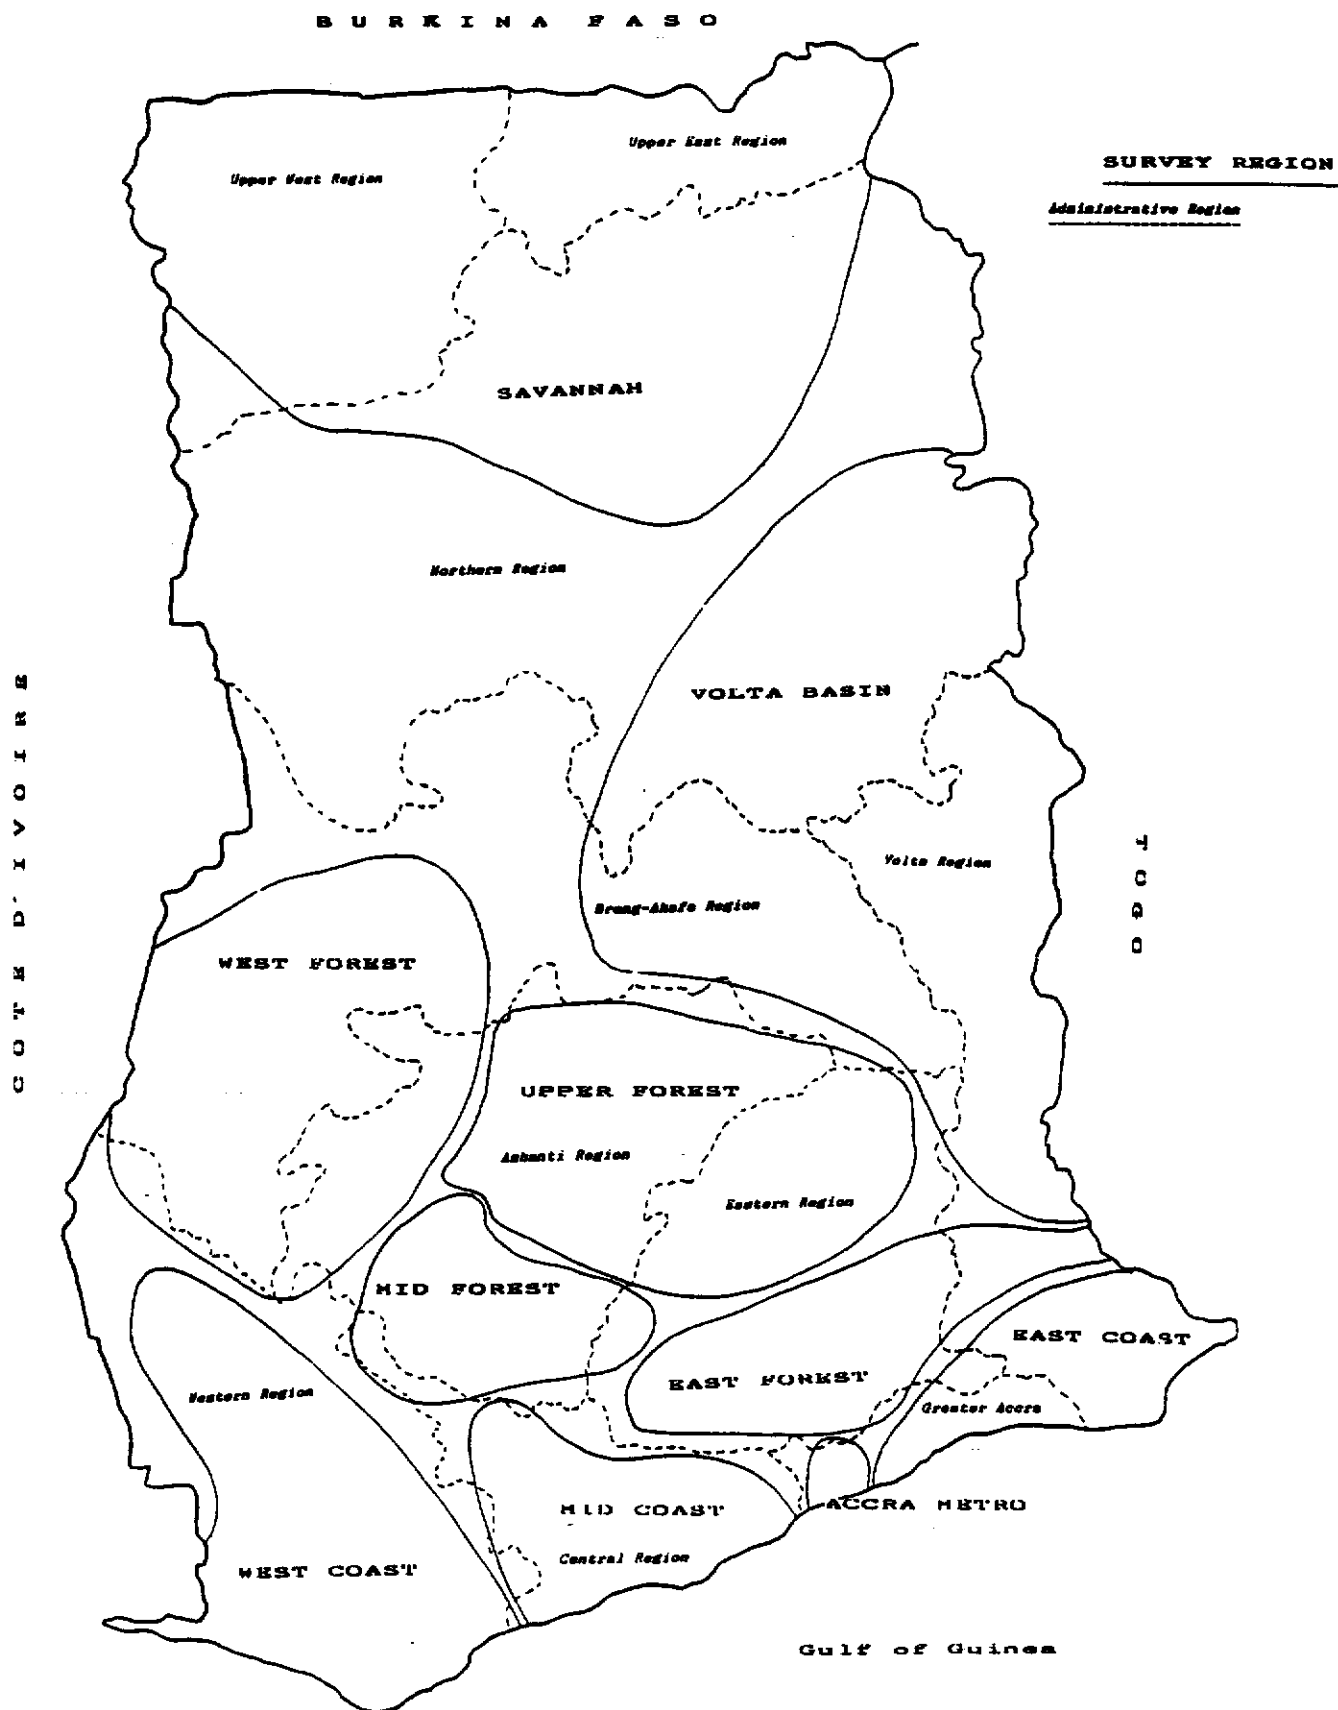 BURKINA FASO
Upper East Region
SURVEY REGION
Upper West Region
Administrative Region
SAVANNAH
Northern Region
COTE D'IVOIRE
VOLTA BASIN
TOGO
Volta Region
Brong-Ahafo Region
WEST FOREST
UPPER FOREST
Ashanti Region
Eastern Region
MID FOREST
EAST COAST
EAST FOREST
Western Region
Greater Accra
MID COAST
ACCRA METRO
Central Region
WEST COAST
Gulf of Guinea